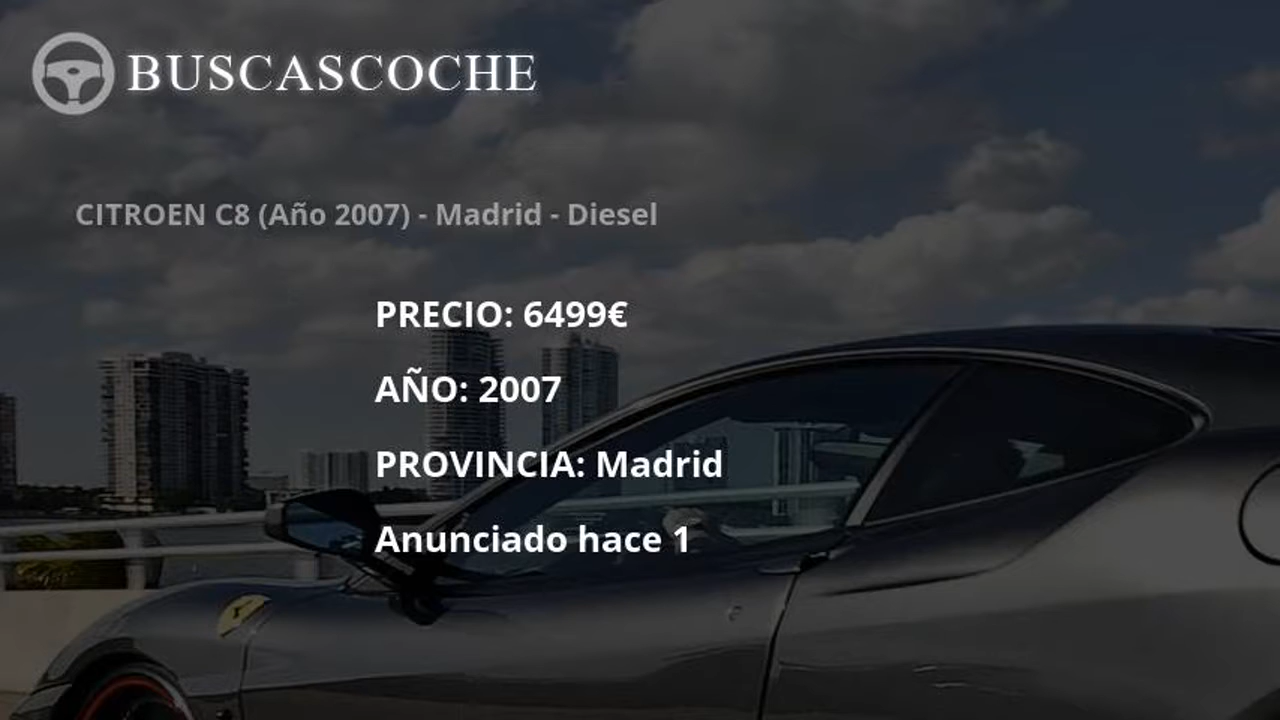 BUSCASCOCHE
CITROEN C8 (Año 2007) - Madrid - Diesel
PRECIO: 6499€
AÑO: 2007
PROVINCIA: Madrid
Anunciado hace 1